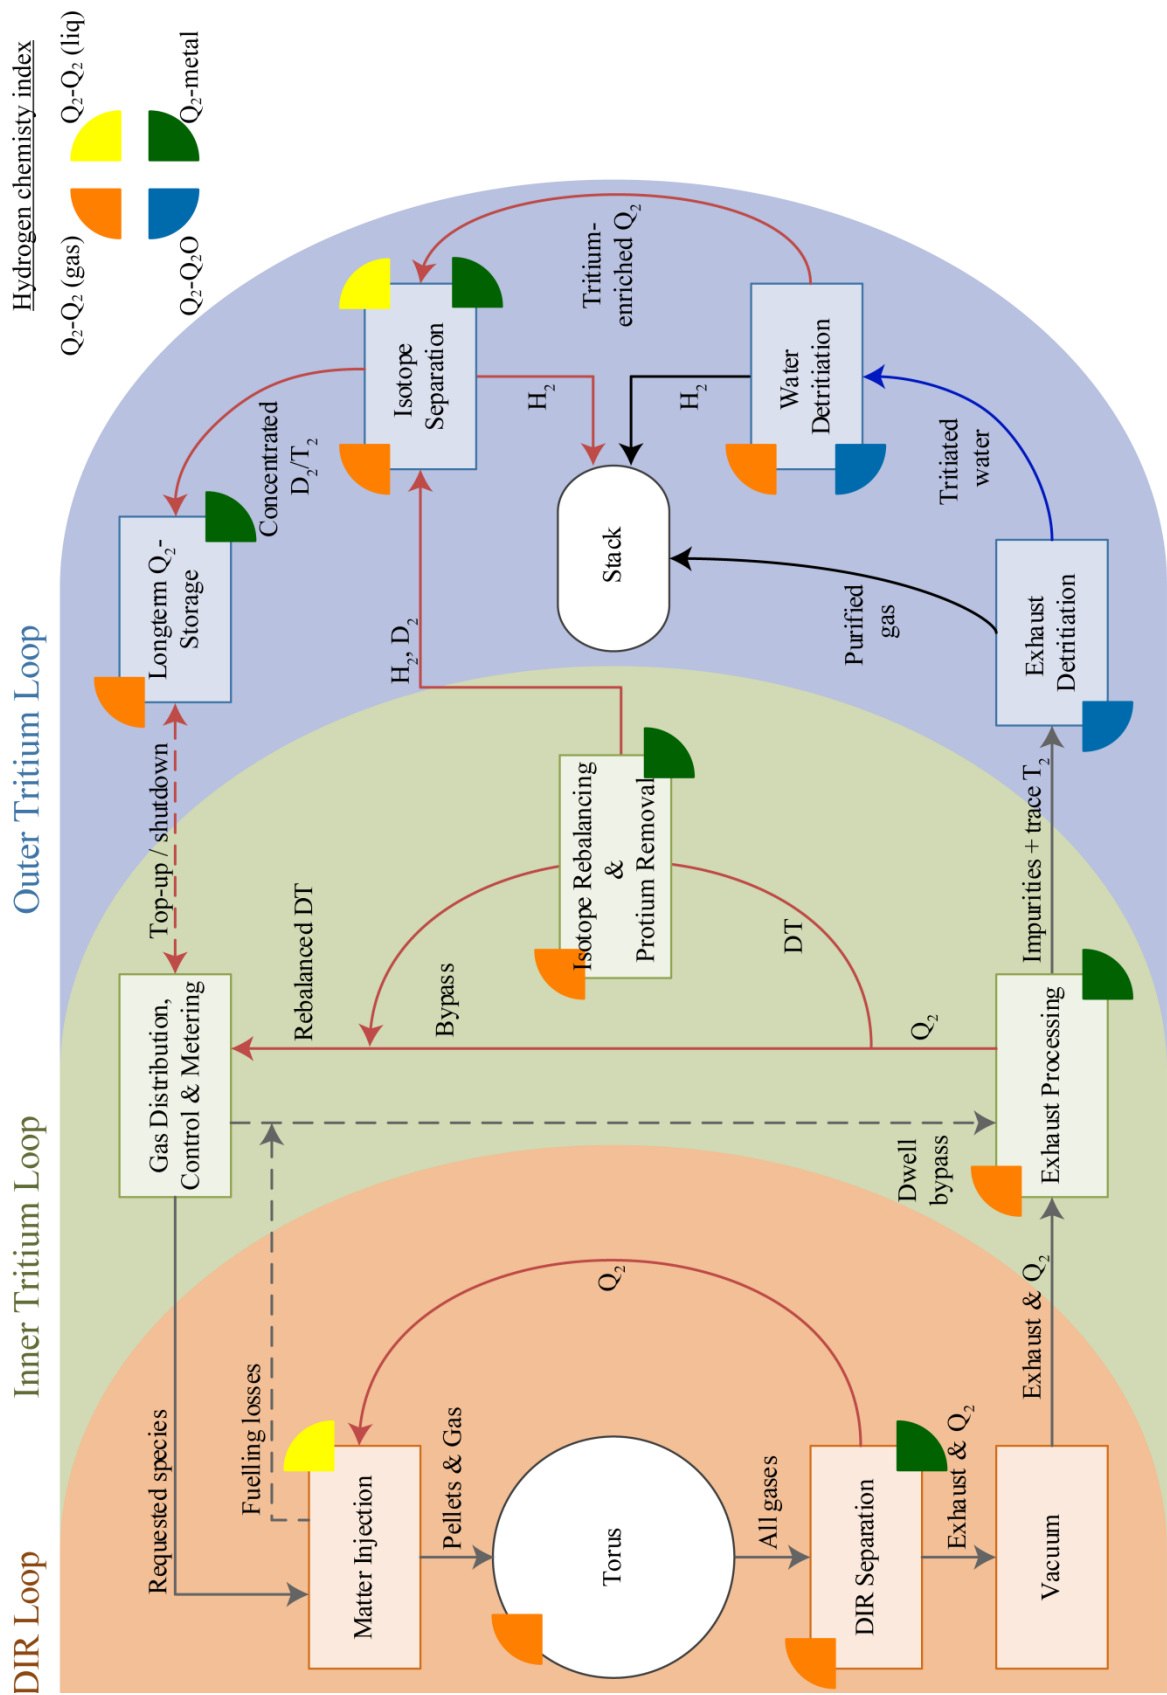 DIR Loop
Inner Tritium Loop
Outer Tritium Loop
Hydrogen chemisty index
Q₂-Q₂ (gas)
Q₂-Q₂ (liq)
Q₂-Q₂O
Q₂-metal
Requested species
Gas Distribution,
Control & Metering
Top-up / shutdown
Longterm Q₂-
Storage
Concentrated
D₂/T₂
Fuelling losses
Rebalanced DT
Matter Injection
Pellets & Gas
Bypass
H₂, D₂
Isotope
Separation
H₂
Torus
Q₂
Isotope Rebalancing
&
Protium Removal
Stack
Tritium-
enriched Q₂
All gases
DT
H₂
Water
Detritiation
DIR Separation
Exhaust & Q₂
Dwell
bypass
Q₂
Purified
gas
Tritiated
water
Vacuum
Exhaust & Q₂
Exhaust Processing
Impurities + trace T₂
Exhaust
Detritiation